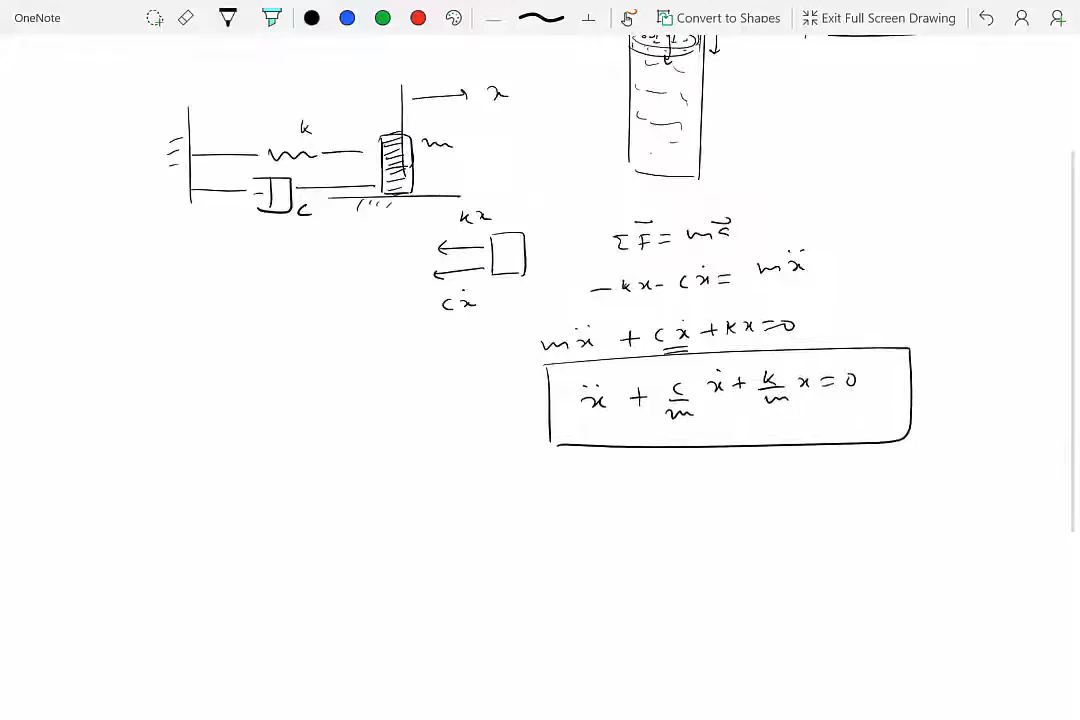 OneNote
Convert to Shapes
Exit Full Screen Drawing
x
k
m
c
kx
cẋ
ΣF⃗ = ma⃗
−kx − cẋ = mẍ
mẍ + cẋ + kx = 0
ẍ + c/m ẋ + k/m x = 0